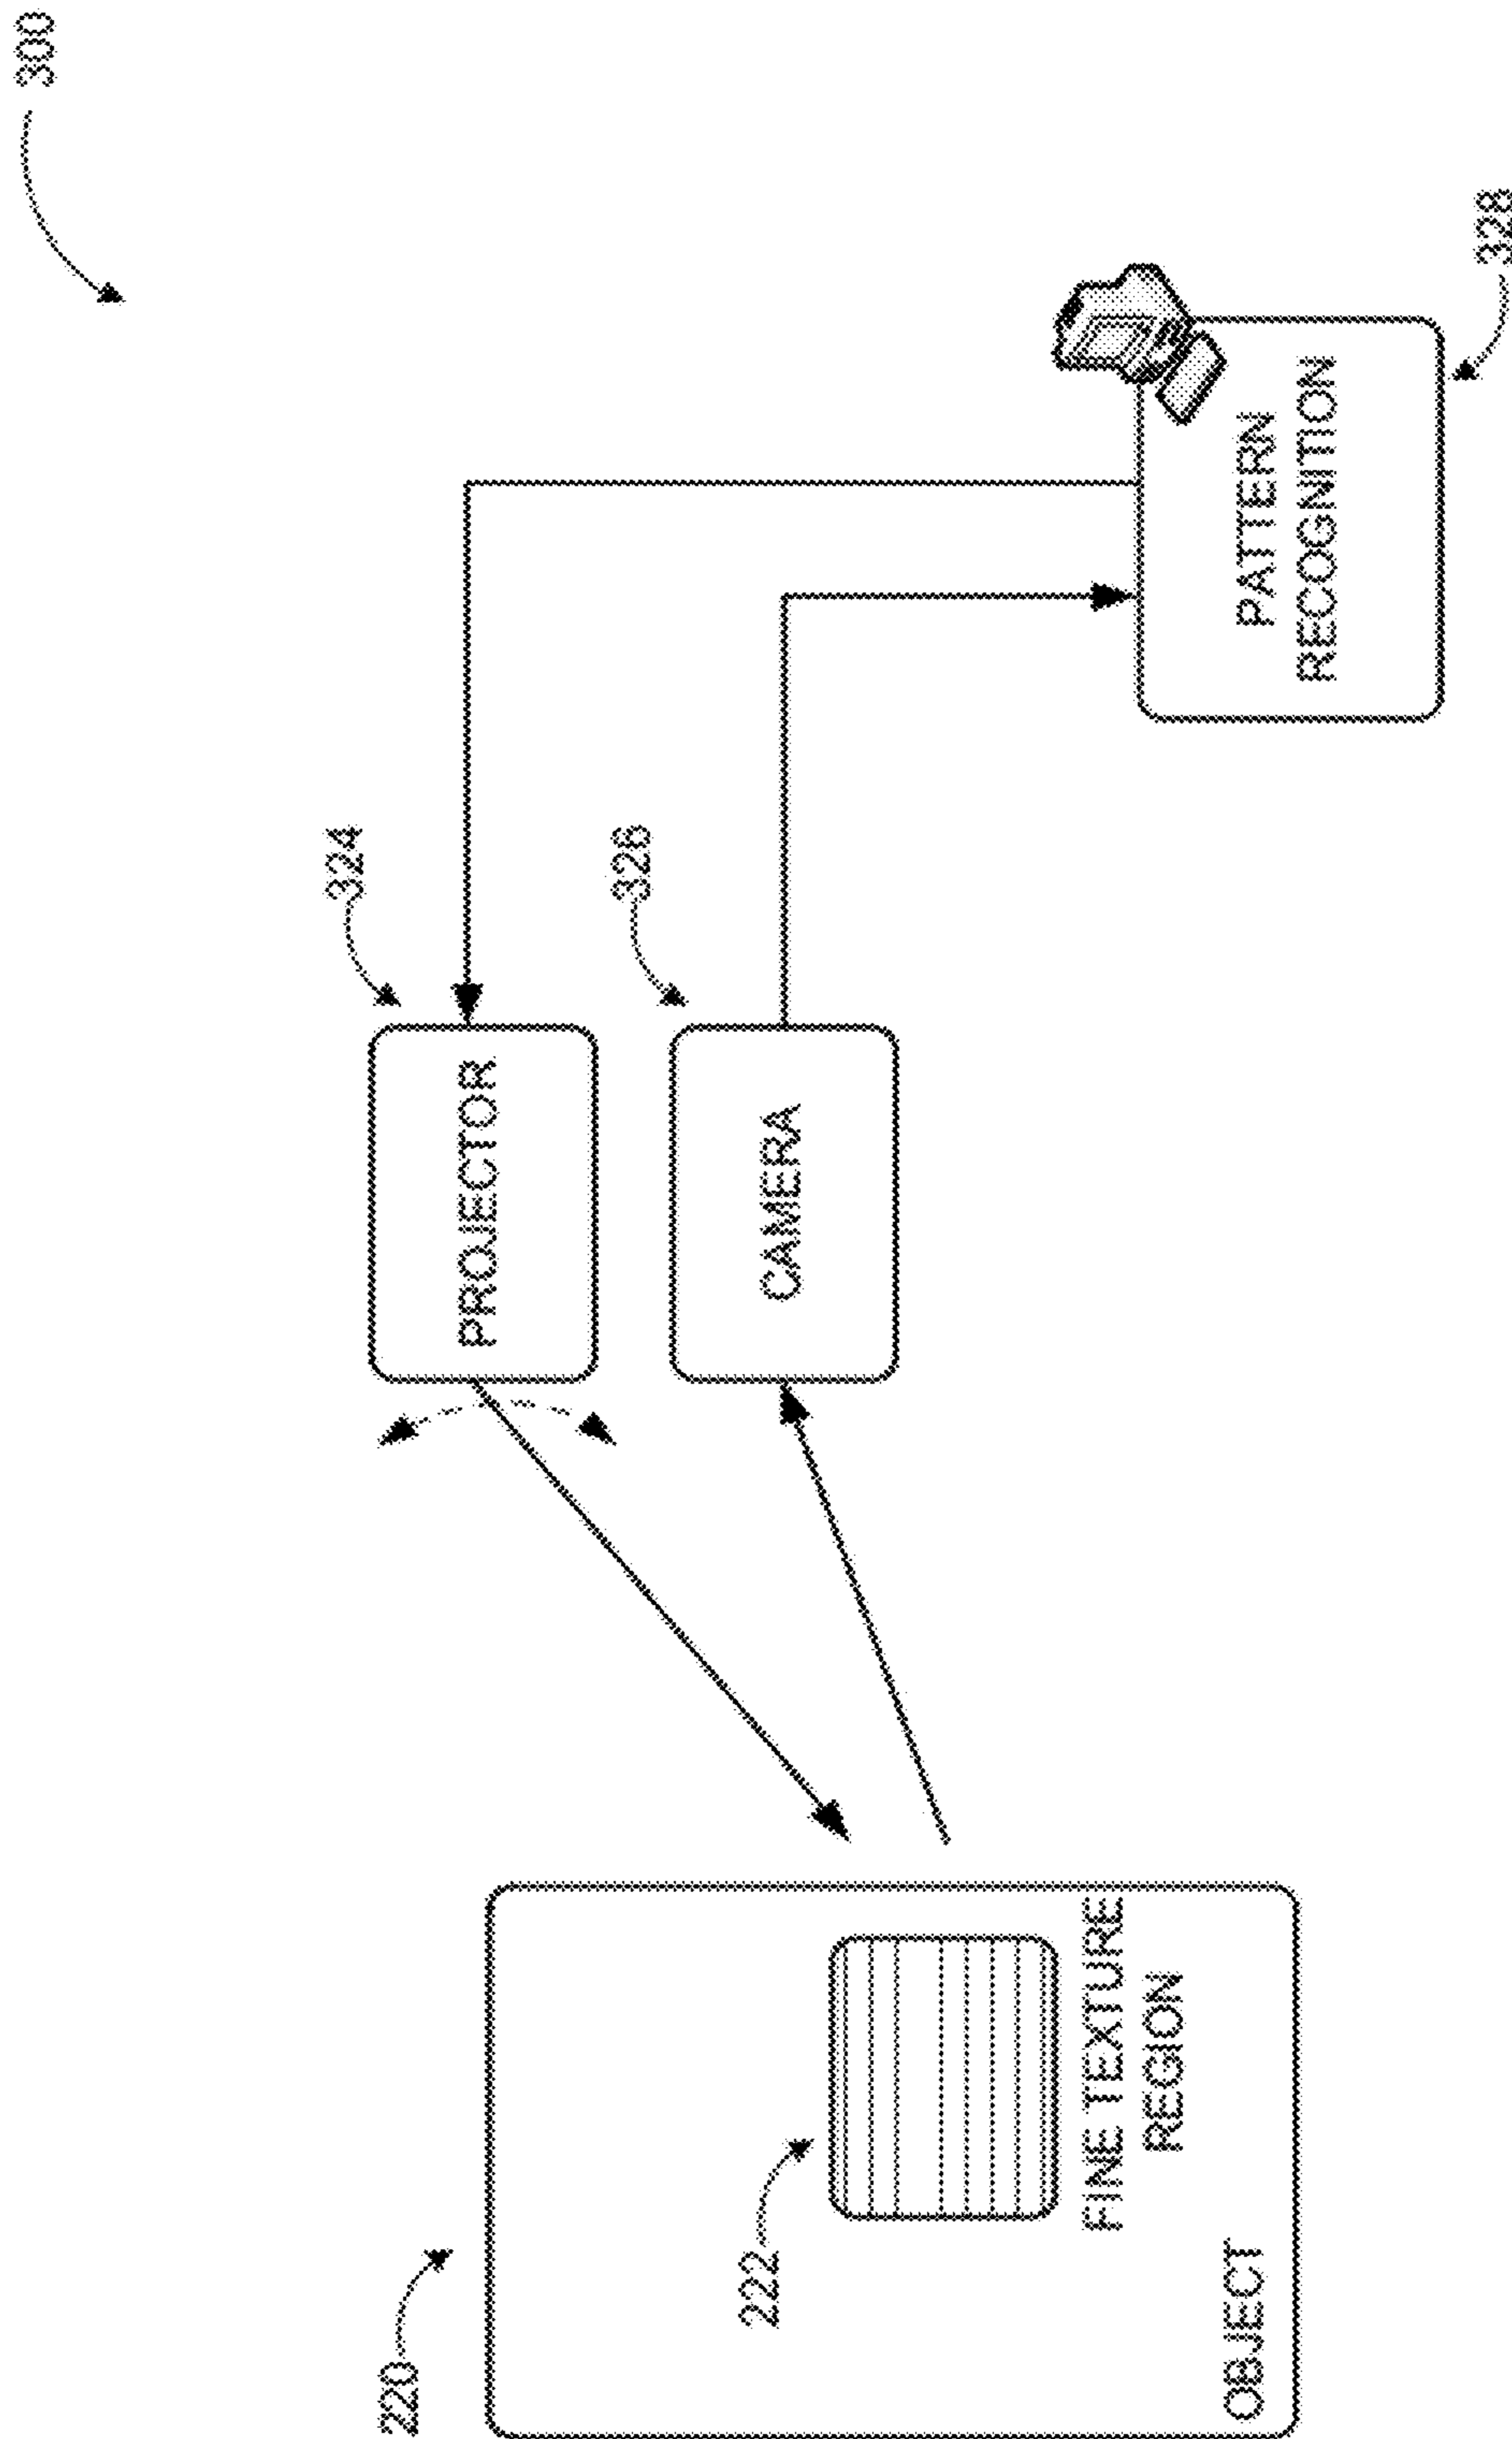 300
324
PROJECTOR
326
CAMERA
PATTERN
RECOGNITION
328
220
222
FINE TEXTURE
REGION
OBJECT